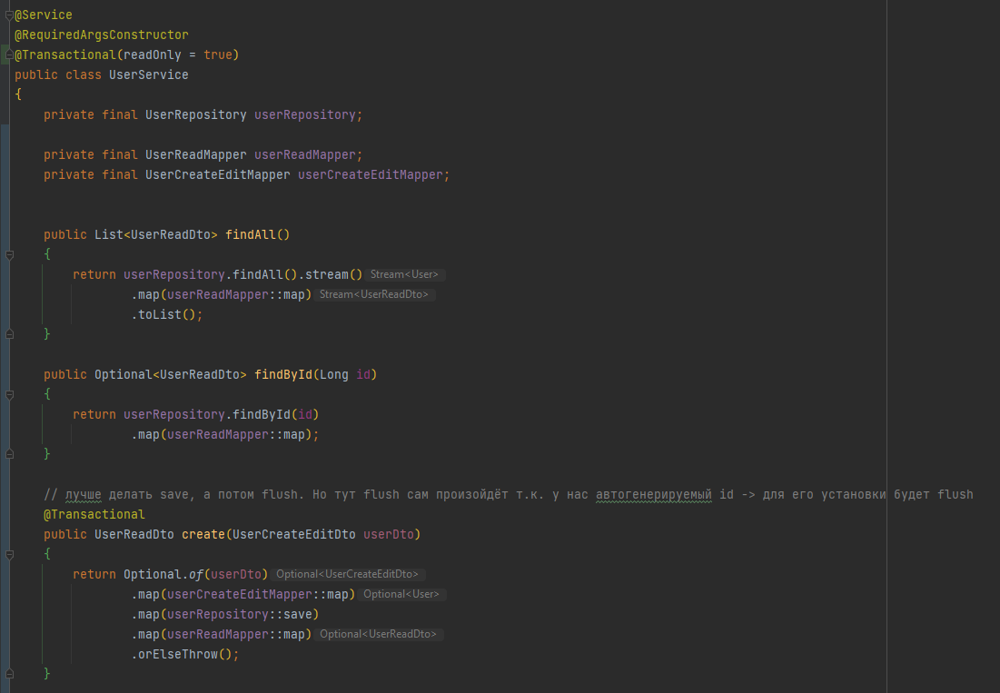 @Service
@RequiredArgsConstructor
@Transactional(readOnly = true)
public class UserService
{
private final UserRepository userRepository;
private final UserReadMapper userReadMapper;
private final UserCreateEditMapper userCreateEditMapper;
public List<UserReadDto> findAll()
{
return userRepository.findAll().stream() Stream<User>
.map(userReadMapper::map) Stream<UserReadDto>
.toList();
}
public Optional<UserReadDto> findById(Long id)
{
return userRepository.findById(id)
.map(userReadMapper::map);
}
// лучше делать save, а потом flush. Но тут flush сам произойдёт т.к. у нас автогенерируемый id -> для его установки будет flush
@Transactional
public UserReadDto create(UserCreateEditDto userDto)
{
return Optional.of(userDto) Optional<UserCreateEditDto>
.map(userCreateEditMapper::map) Optional<User>
.map(userRepository::save)
.map(userReadMapper::map) Optional<UserReadDto>
.orElseThrow();
}